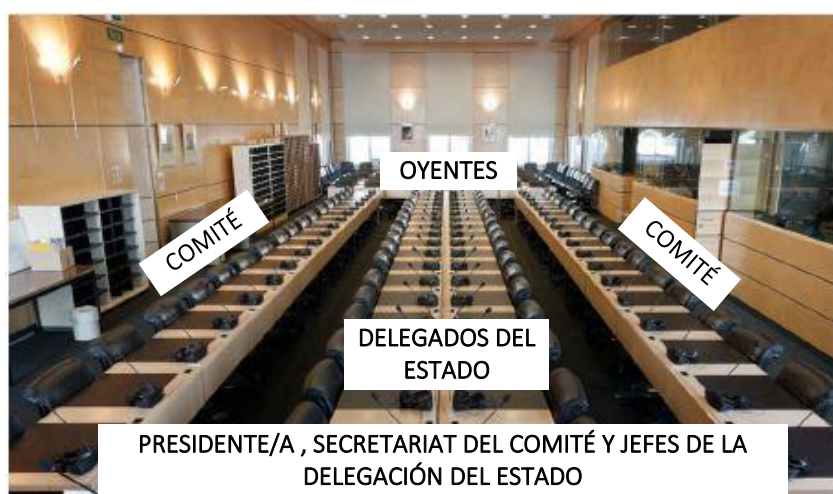 OYENTES
COMITÉ
COMITÉ
DELEGADOS DEL
ESTADO
PRESIDENTE/A , SECRETARIAT DEL COMITÉ Y JEFES DE LA
DELEGACIÓN DEL ESTADO